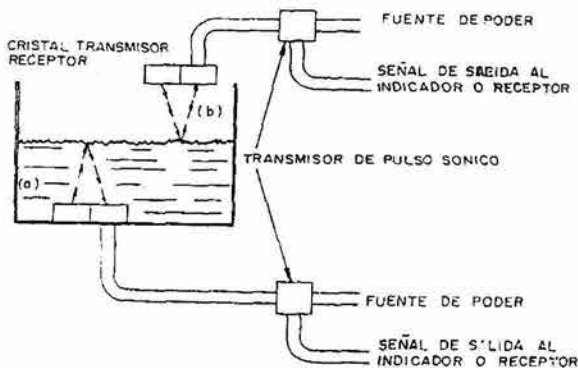 FUENTE DE PODER
CRISTAL TRANSMISOR
RECEPTOR
SEÑAL DE SALIDA AL
INDICADOR O RECEPTOR
(b)
TRANSMISOR DE PULSO SONICO
(a)
FUENTE DE PODER
SEÑAL DE SALIDA AL
INDICADOR O RECEPTOR